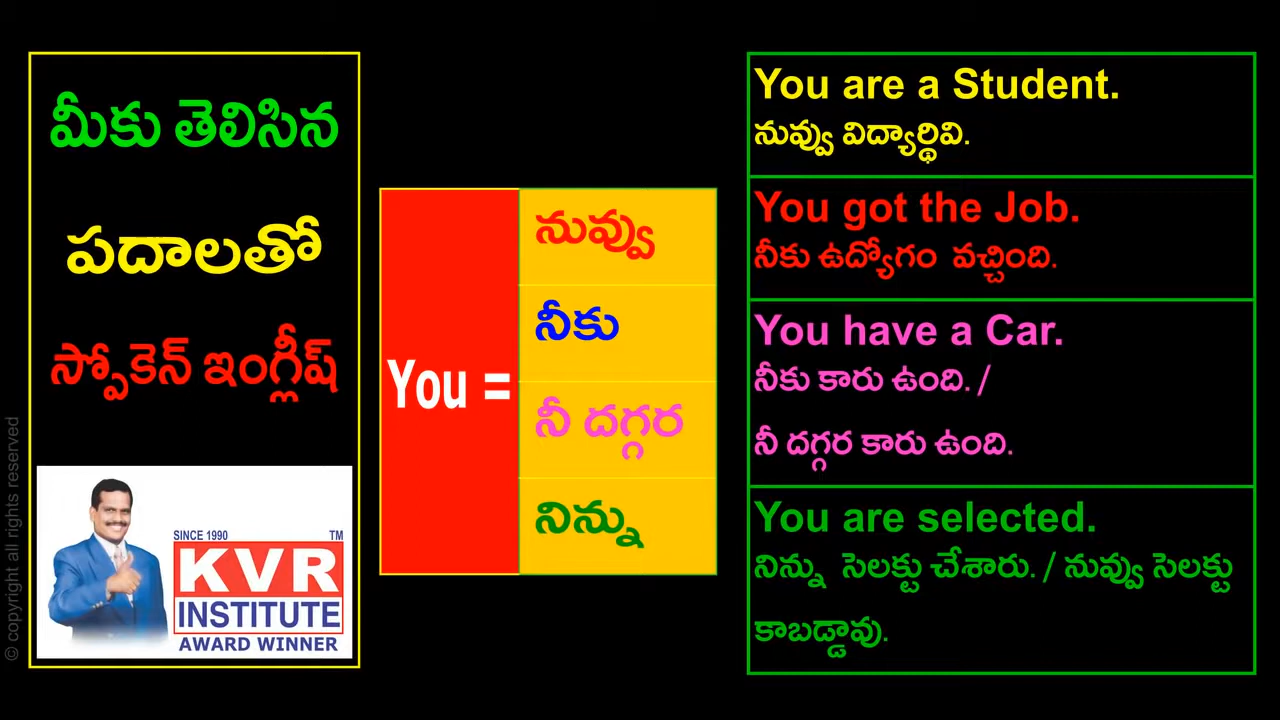 మీకు తెలిసిన
పదాలతో
స్పోకెన్ ఇంగ్లీష్
SINCE 1990
TM
KVR
INSTITUTE
AWARD WINNER
© copyright all rights reserved
You =
నువ్వు
నీకు
నీ దగ్గర
నిన్ను
You are a Student.
నువ్వు విద్యార్థివి.
You got the Job.
నీకు ఉద్యోగం వచ్చింది.
You have a Car.
నీకు కారు ఉంది. /
నీ దగ్గర కారు ఉంది.
You are selected.
నిన్ను సెలక్టు చేశారు. / నువ్వు సెలక్టు
కాబడ్డావు.